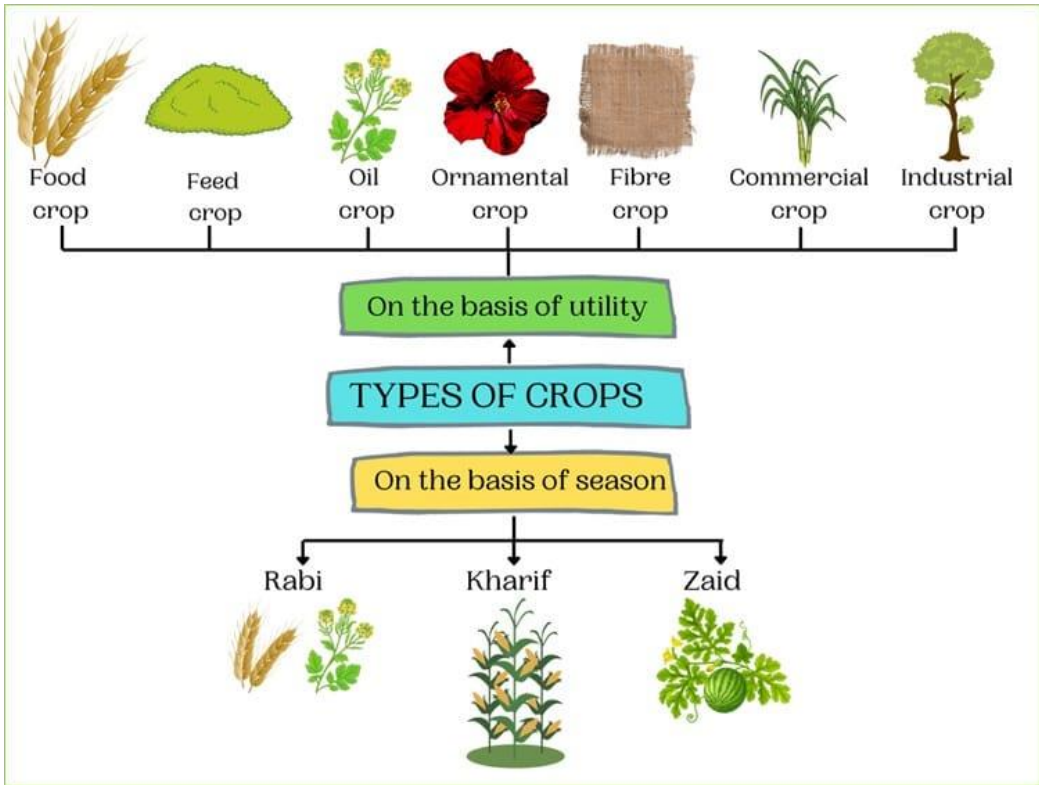 Food
crop
Feed
crop
Oil
crop
Ornamental
crop
Fibre
crop
Commercial
crop
Industrial
crop
On the basis of utility
TYPES OF CROPS
On the basis of season
Rabi
Kharif
Zaid